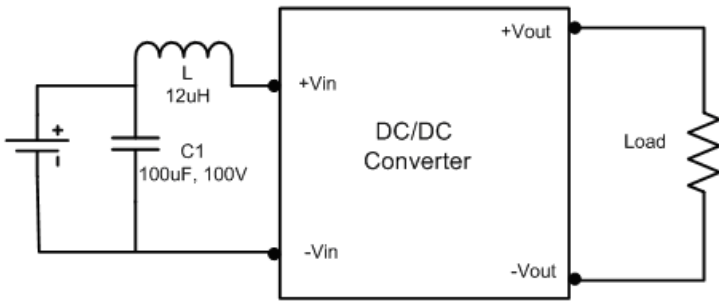 +Vout
L
12uH
+Vin
C1
100uF, 100V
DC/DC
Converter
Load
-Vin
-Vout
+
-